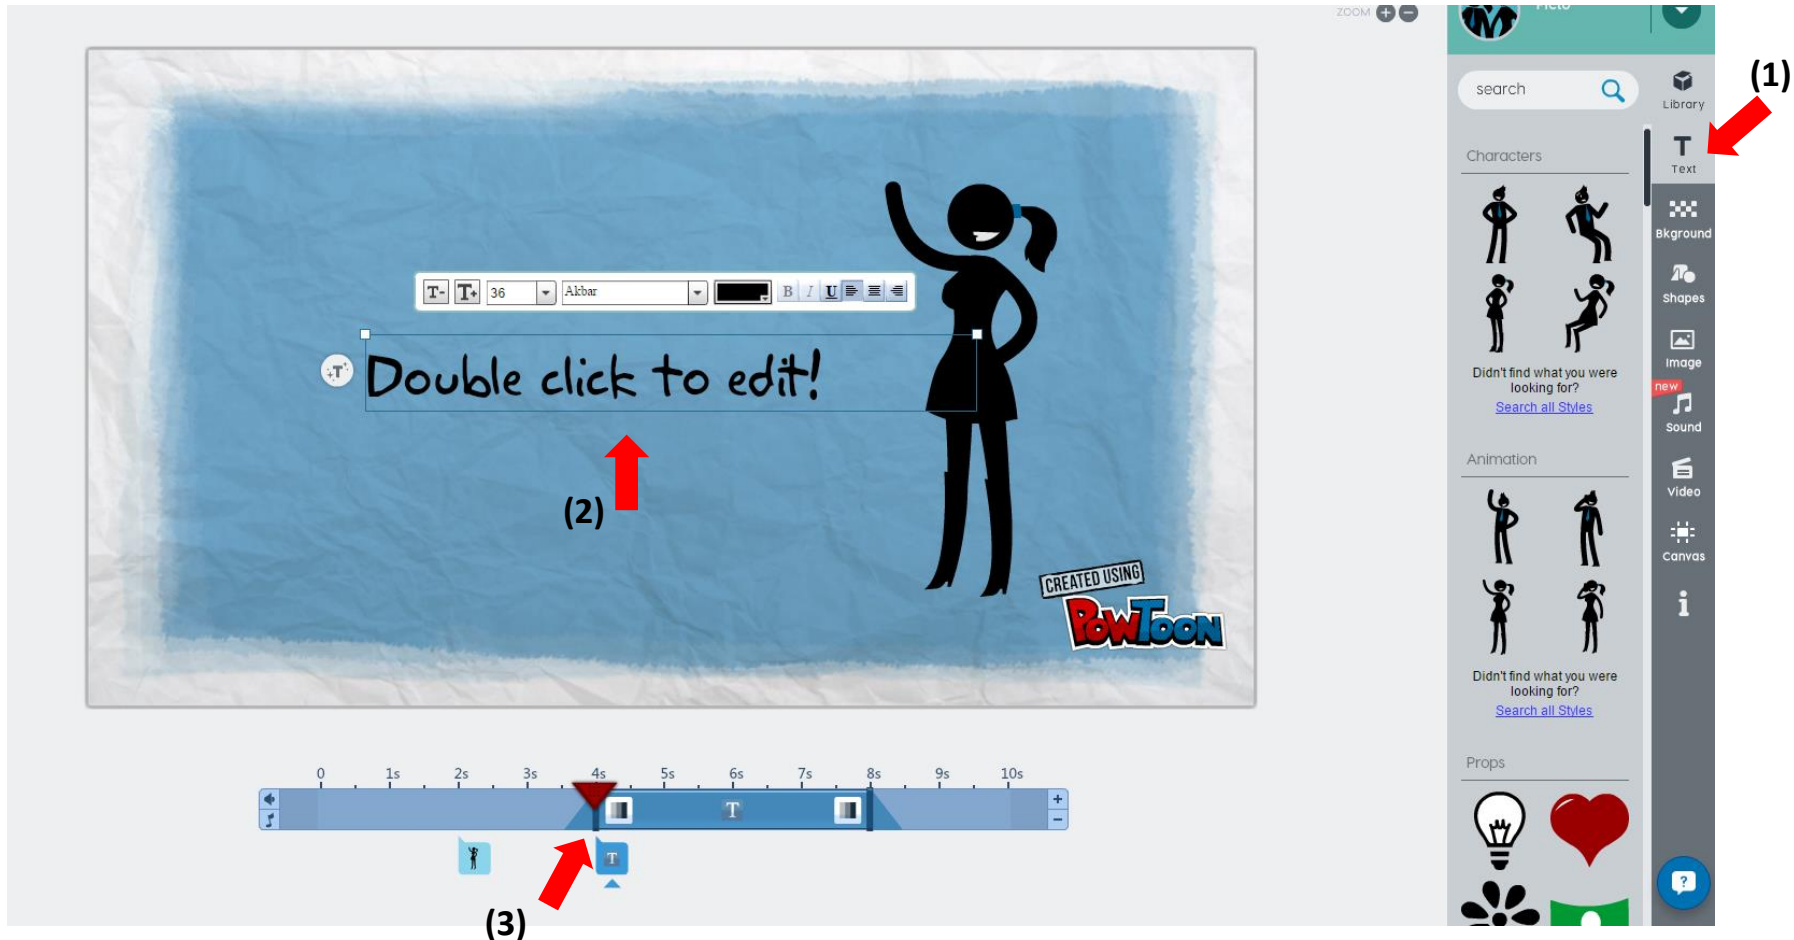 ZOOM
search
Library
(1)
Text
Characters
Bkground
Shapes
Image
Didn't find what you were
looking for?
Search all Styles
new
Sound
Animation
Video
Canvas
Didn't find what you were
looking for?
Search all Styles
Props
T- T+ 36 Akbar B I U
Double click to edit!
(2)
CREATED USING
POWTOON
0 1s 2s 3s 4s 5s 6s 7s 8s 9s 10s
T
T
(3)